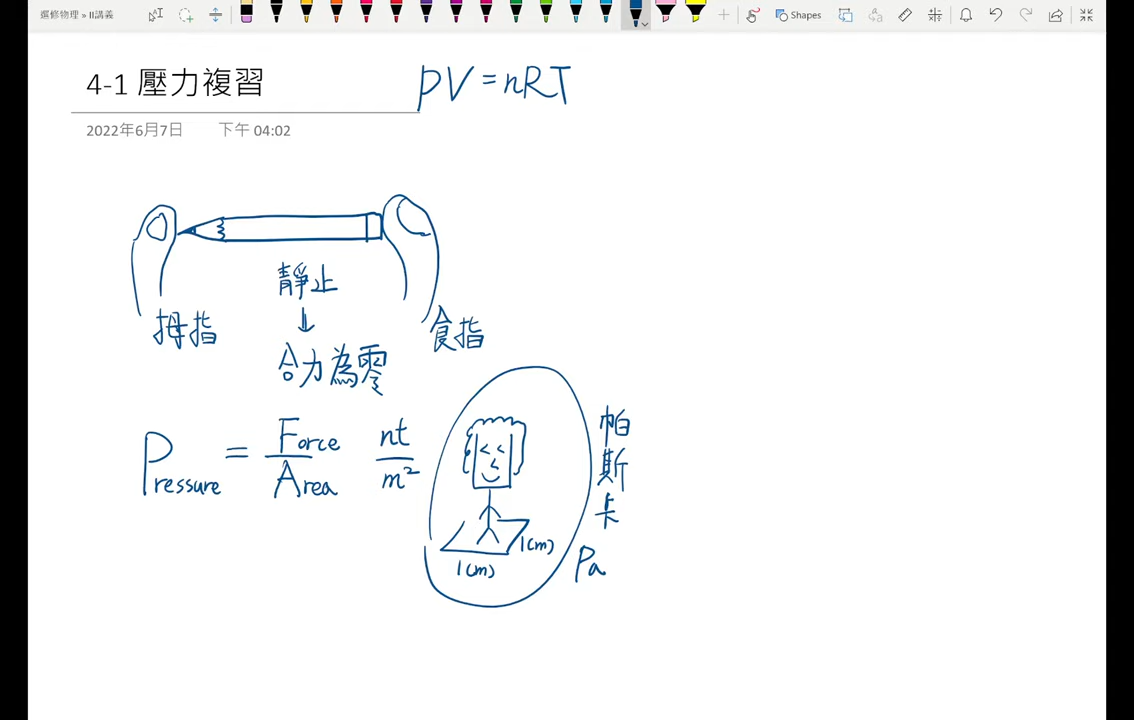 選修物理 » II講義
Shapes
4-1 壓力複習
PV=nRT
2022年6月7日 下午 04:02
靜止
拇指
食指
合力為零
Pressure = Force/Area nt/m²
帕斯卡
1(m)
1(m)
Pa